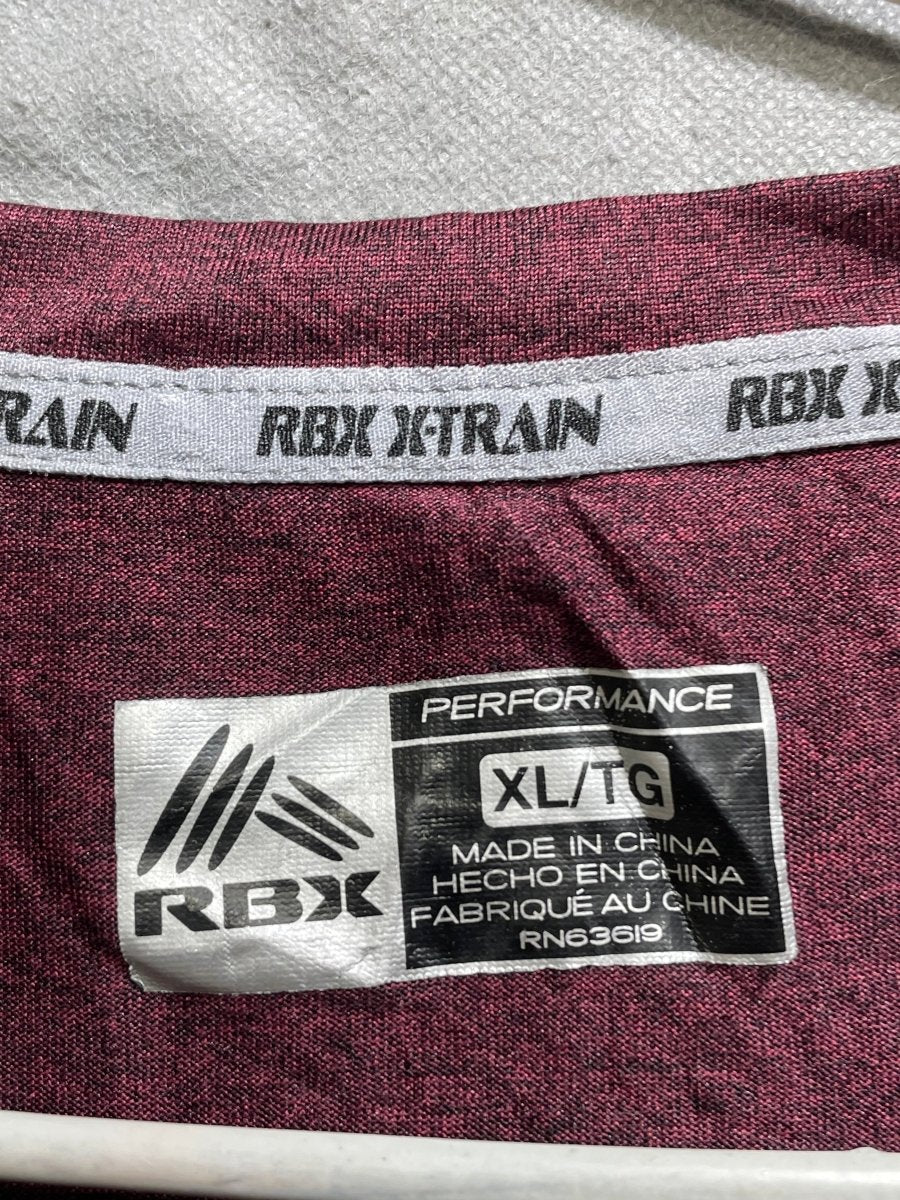 RAIN RBX X-TRAIN RBX X
PERFORMANCE
XL/TG
MADE IN CHINA
HECHO EN CHINA
FABRIQUÉ AU CHINE
RN63619
RBX